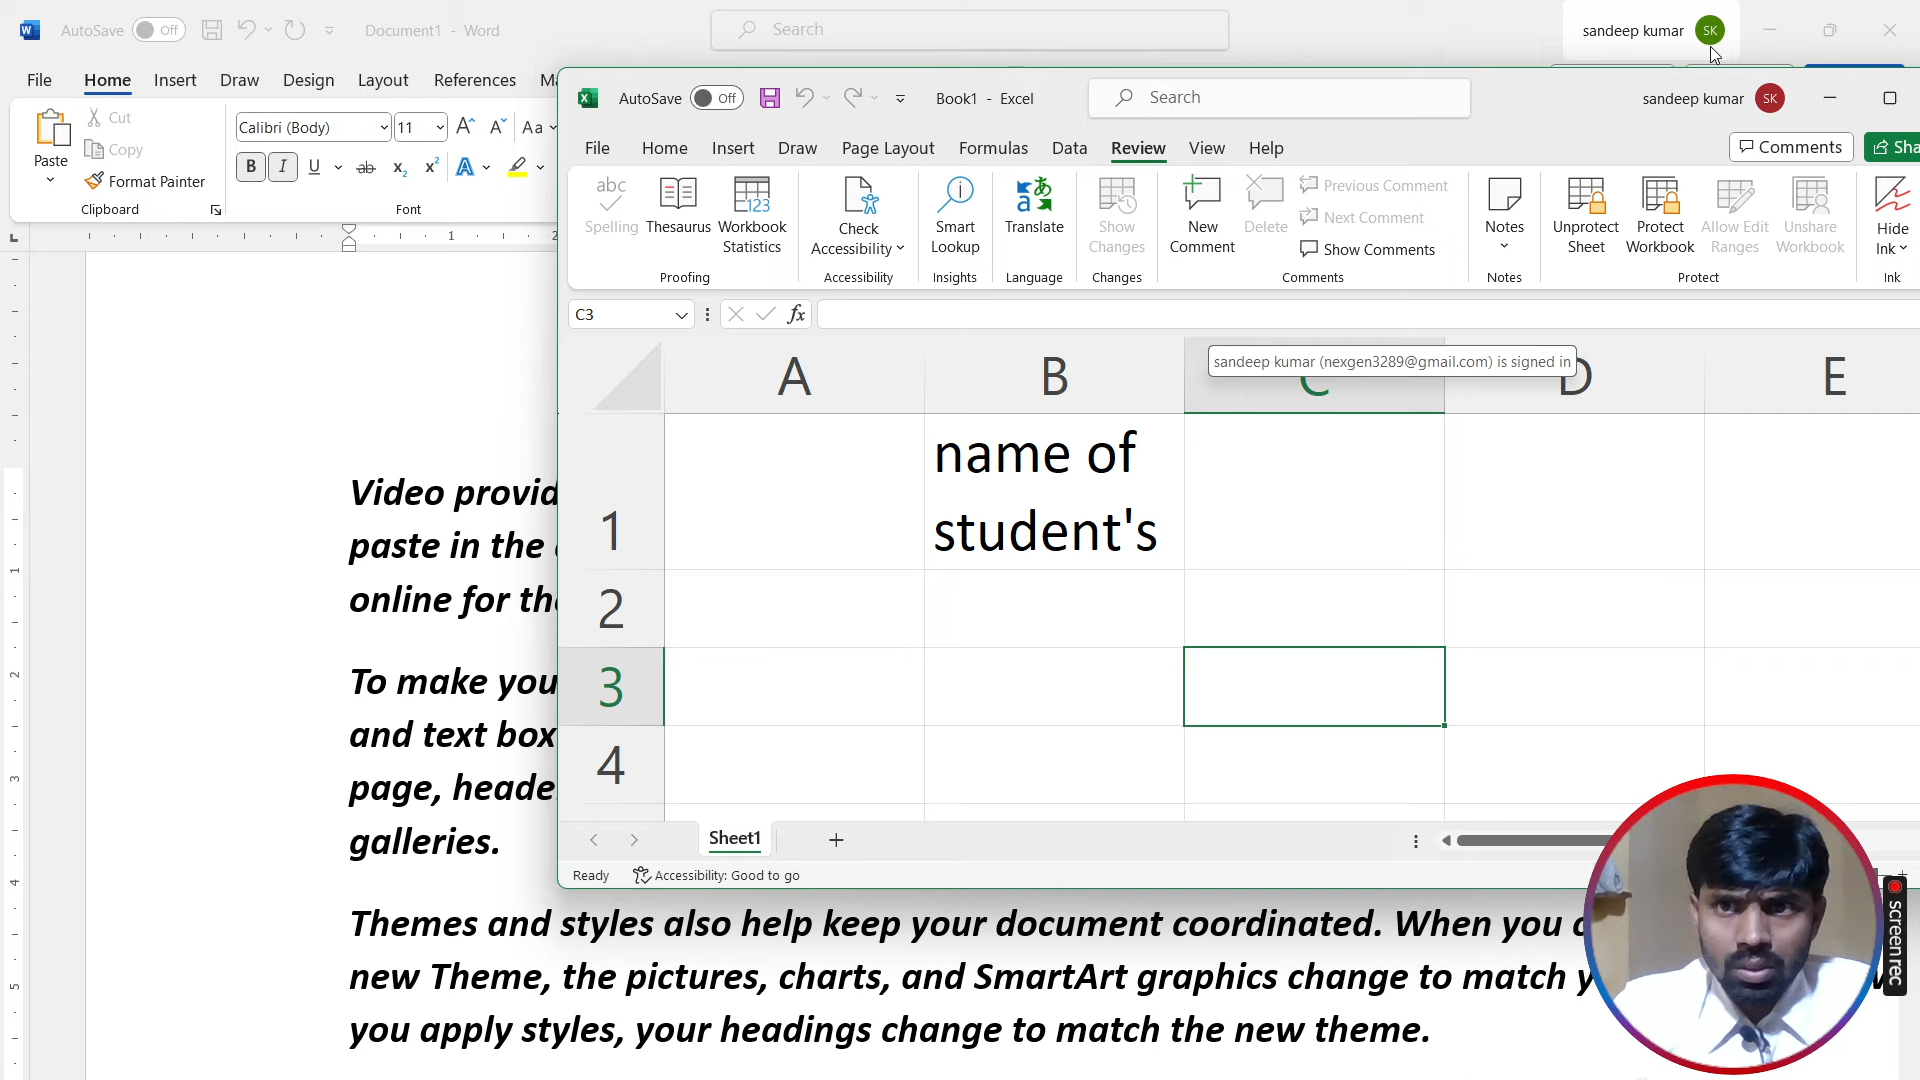 AutoSave Off Document1 - Word Search sandeep kumar SK
File Home Insert Draw Design Layout References
Paste
Cut
Copy
Format Painter
Clipboard
Calibri (Body) 11
Font
AutoSave Off Book1 - Excel Search sandeep kumar SK
File Home Insert Draw Page Layout Formulas Data Review View Help Comments
Spelling
Thesaurus
Workbook Statistics
Proofing
Check Accessibility
Accessibility
Smart Lookup
Insights
Translate
Language
Show Changes
Changes
New Comment
Delete
Previous Comment
Next Comment
Show Comments
Comments
Notes
Notes
Unprotect Sheet
Protect Workbook
Allow Edit Ranges
Unshare Workbook
Protect
Hide Ink
Ink
C3 fx
sandeep kumar (nexgen3289@gmail.com) is signed in
A B C D E
name of
1 student's
2
3
4
Sheet1
Ready Accessibility: Good to go
Video
paste in the
online for
To make
and text box
page,
galleries.
Themes and styles also help keep your document coordinated. When you
new Theme, the pictures, charts, and SmartArt graphics change to match
you apply styles, your headings change to match the new theme.
screen rec